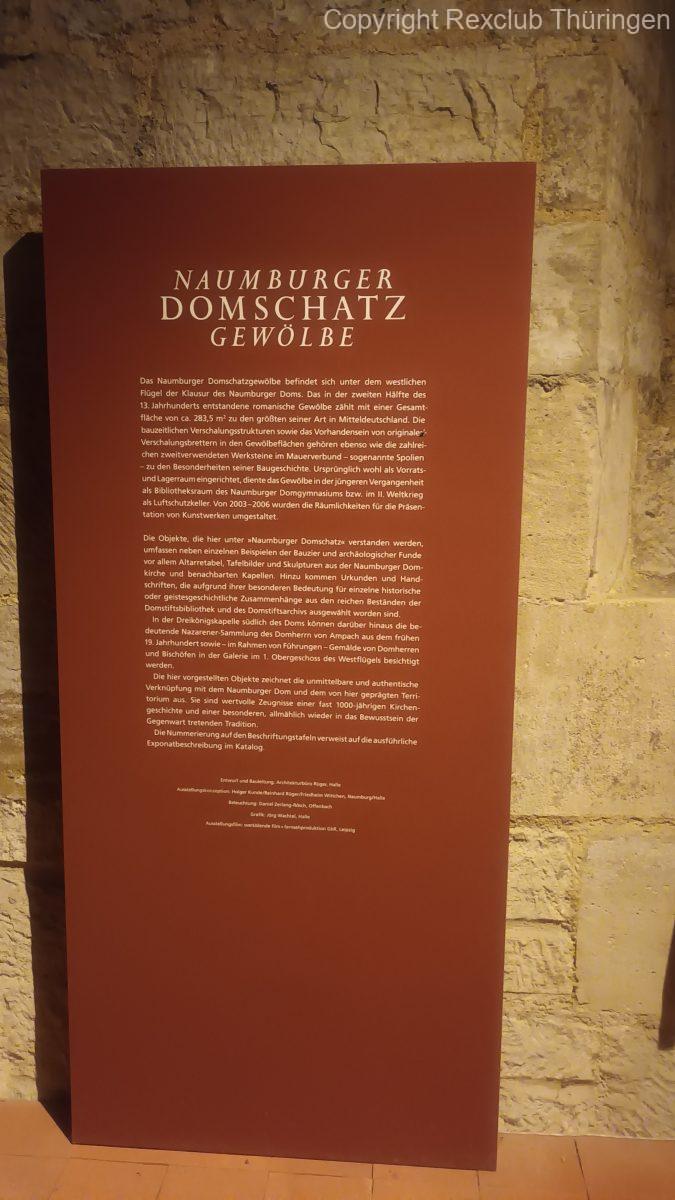 Copyright Rexclub Thüringen
NAUMBURGER
DOMSCHATZ
GEWÖLBE
Das Naumburger Domschatzgewölbe befindet sich unter dem westlichen
Flügel der Klausur des Naumburger Doms. Das in der zweiten Hälfte des
13. Jahrhunderts entstandene romanische Gewölbe zählt mit einer Gesamt-
fläche von ca. 283,5 m² zu den größten seiner Art in Mitteldeutschland. Die
bauzeitlichen Verschalungsstrukturen sowie das Vorhandensein von originalen
Verschalungsbrettern in den Gewölbeflächen gehören ebenso wie die zahlrei-
chen zweitverwendeten Werksteine im Mauerverbund – sogenannte Spolien
– zu den Besonderheiten seiner Baugeschichte. Ursprünglich wohl als Vorrats-
und Lagerraum eingerichtet, diente das Gewölbe in der jüngeren Vergangenheit
als Bibliotheksraum des Naumburger Domgymnasiums bzw. im II. Weltkrieg
als Luftschutzkeller. Von 2003–2006 wurden die Räumlichkeiten für die Präsen-
tation von Kunstwerken umgestaltet.
Die Objekte, die hier unter »Naumburger Domschatz« verstanden werden,
umfassen neben einzelnen Beispielen der Bauzier und archäologischer Funde
vor allem Altarretabel, Tafelbilder und Skulpturen aus der Naumburger Dom-
kirche und benachbarten Kapellen. Hinzu kommen Urkunden und Hand-
schriften, die aufgrund ihrer besonderen Bedeutung für einzelne historische
oder geistesgeschichtliche Zusammenhänge aus den reichen Beständen der
Domstiftsbibliothek und des Domstiftsarchivs ausgewählt worden sind.
In der Dreikönigskapelle südlich des Doms können darüber hinaus die be-
deutende Nazarener-Sammlung des Domherrn von Ampach aus dem frühen
19. Jahrhundert sowie – im Rahmen von Führungen – Gemälde von Domherren
und Bischöfen in der Galerie im 1. Obergeschoss des Westflügels besichtigt
werden.
Die hier vorgestellten Objekte zeichnet die unmittelbare und authentische
Verknüpfung mit dem Naumburger Dom und dem von hier geprägten Terri-
torium aus. Sie sind wertvolle Zeugnisse einer fast 1000-jährigen Kirchen-
geschichte und einer besonderen, allmählich wieder in das Bewusstsein der
Gegenwart tretenden Tradition.
Die Nummerierung auf den Beschriftungstafeln verweist auf die ausführliche
Exponatbeschreibung im Katalog.
Entwurf und Bauleitung: Architekturbüro Rüger, Halle
Ausstellungskonzeption: Holger Kunde/Reinhard Rüger/Friedhelm Wittchen, Naumburg/Halle
Beleuchtung: Daniel Zerlang-Rösch, Offenbach
Grafik: Jörg Wachtel, Halle
Ausstellungsfilm: film+fernsehproduktion GbR, Leipzig